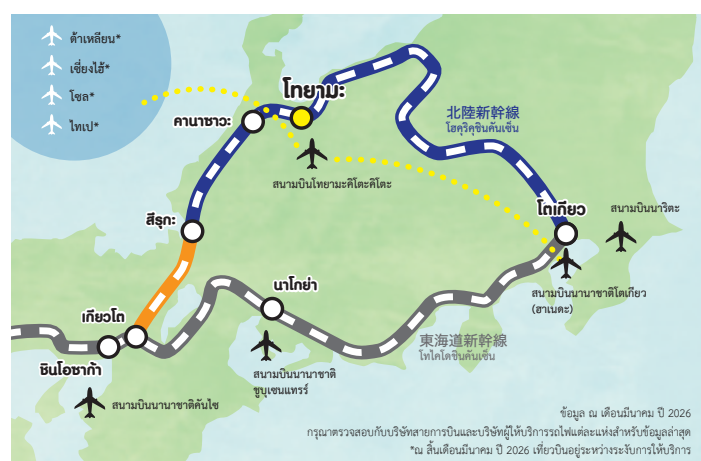 ต้าเหลียน*
เซี่ยงไฮ้*
โซล*
ไทเป*
โทยามะ
คานาซาวะ
北陸新幹線
โฮคุริคุชินคันเซ็น
สนามบินโทยามะคิโตะคิโตะ
โตเกียว
สนามบินนาริตะ
สึรุกะ
สนามบินนานาชาติโตเกียว
(ฮาเนดะ)
นาโกย่า
เกียวโต
東海道新幹線
โทไคโดชินคันเซ็น
ชินโอซาก้า
สนามบินนานาชาติ
ชูบุเซนแทรร์
สนามบินนานาชาติคันไซ
ข้อมูล ณ เดือนมีนาคม ปี 2026
กรุณาตรวจสอบกับบริษัทสายการบินและบริษัทผู้ให้บริการรถไฟแต่ละแห่งสำหรับข้อมูลล่าสุด
*ณ สิ้นเดือนมีนาคม ปี 2026 เที่ยวบินอยู่ระหว่างระงับการให้บริการ